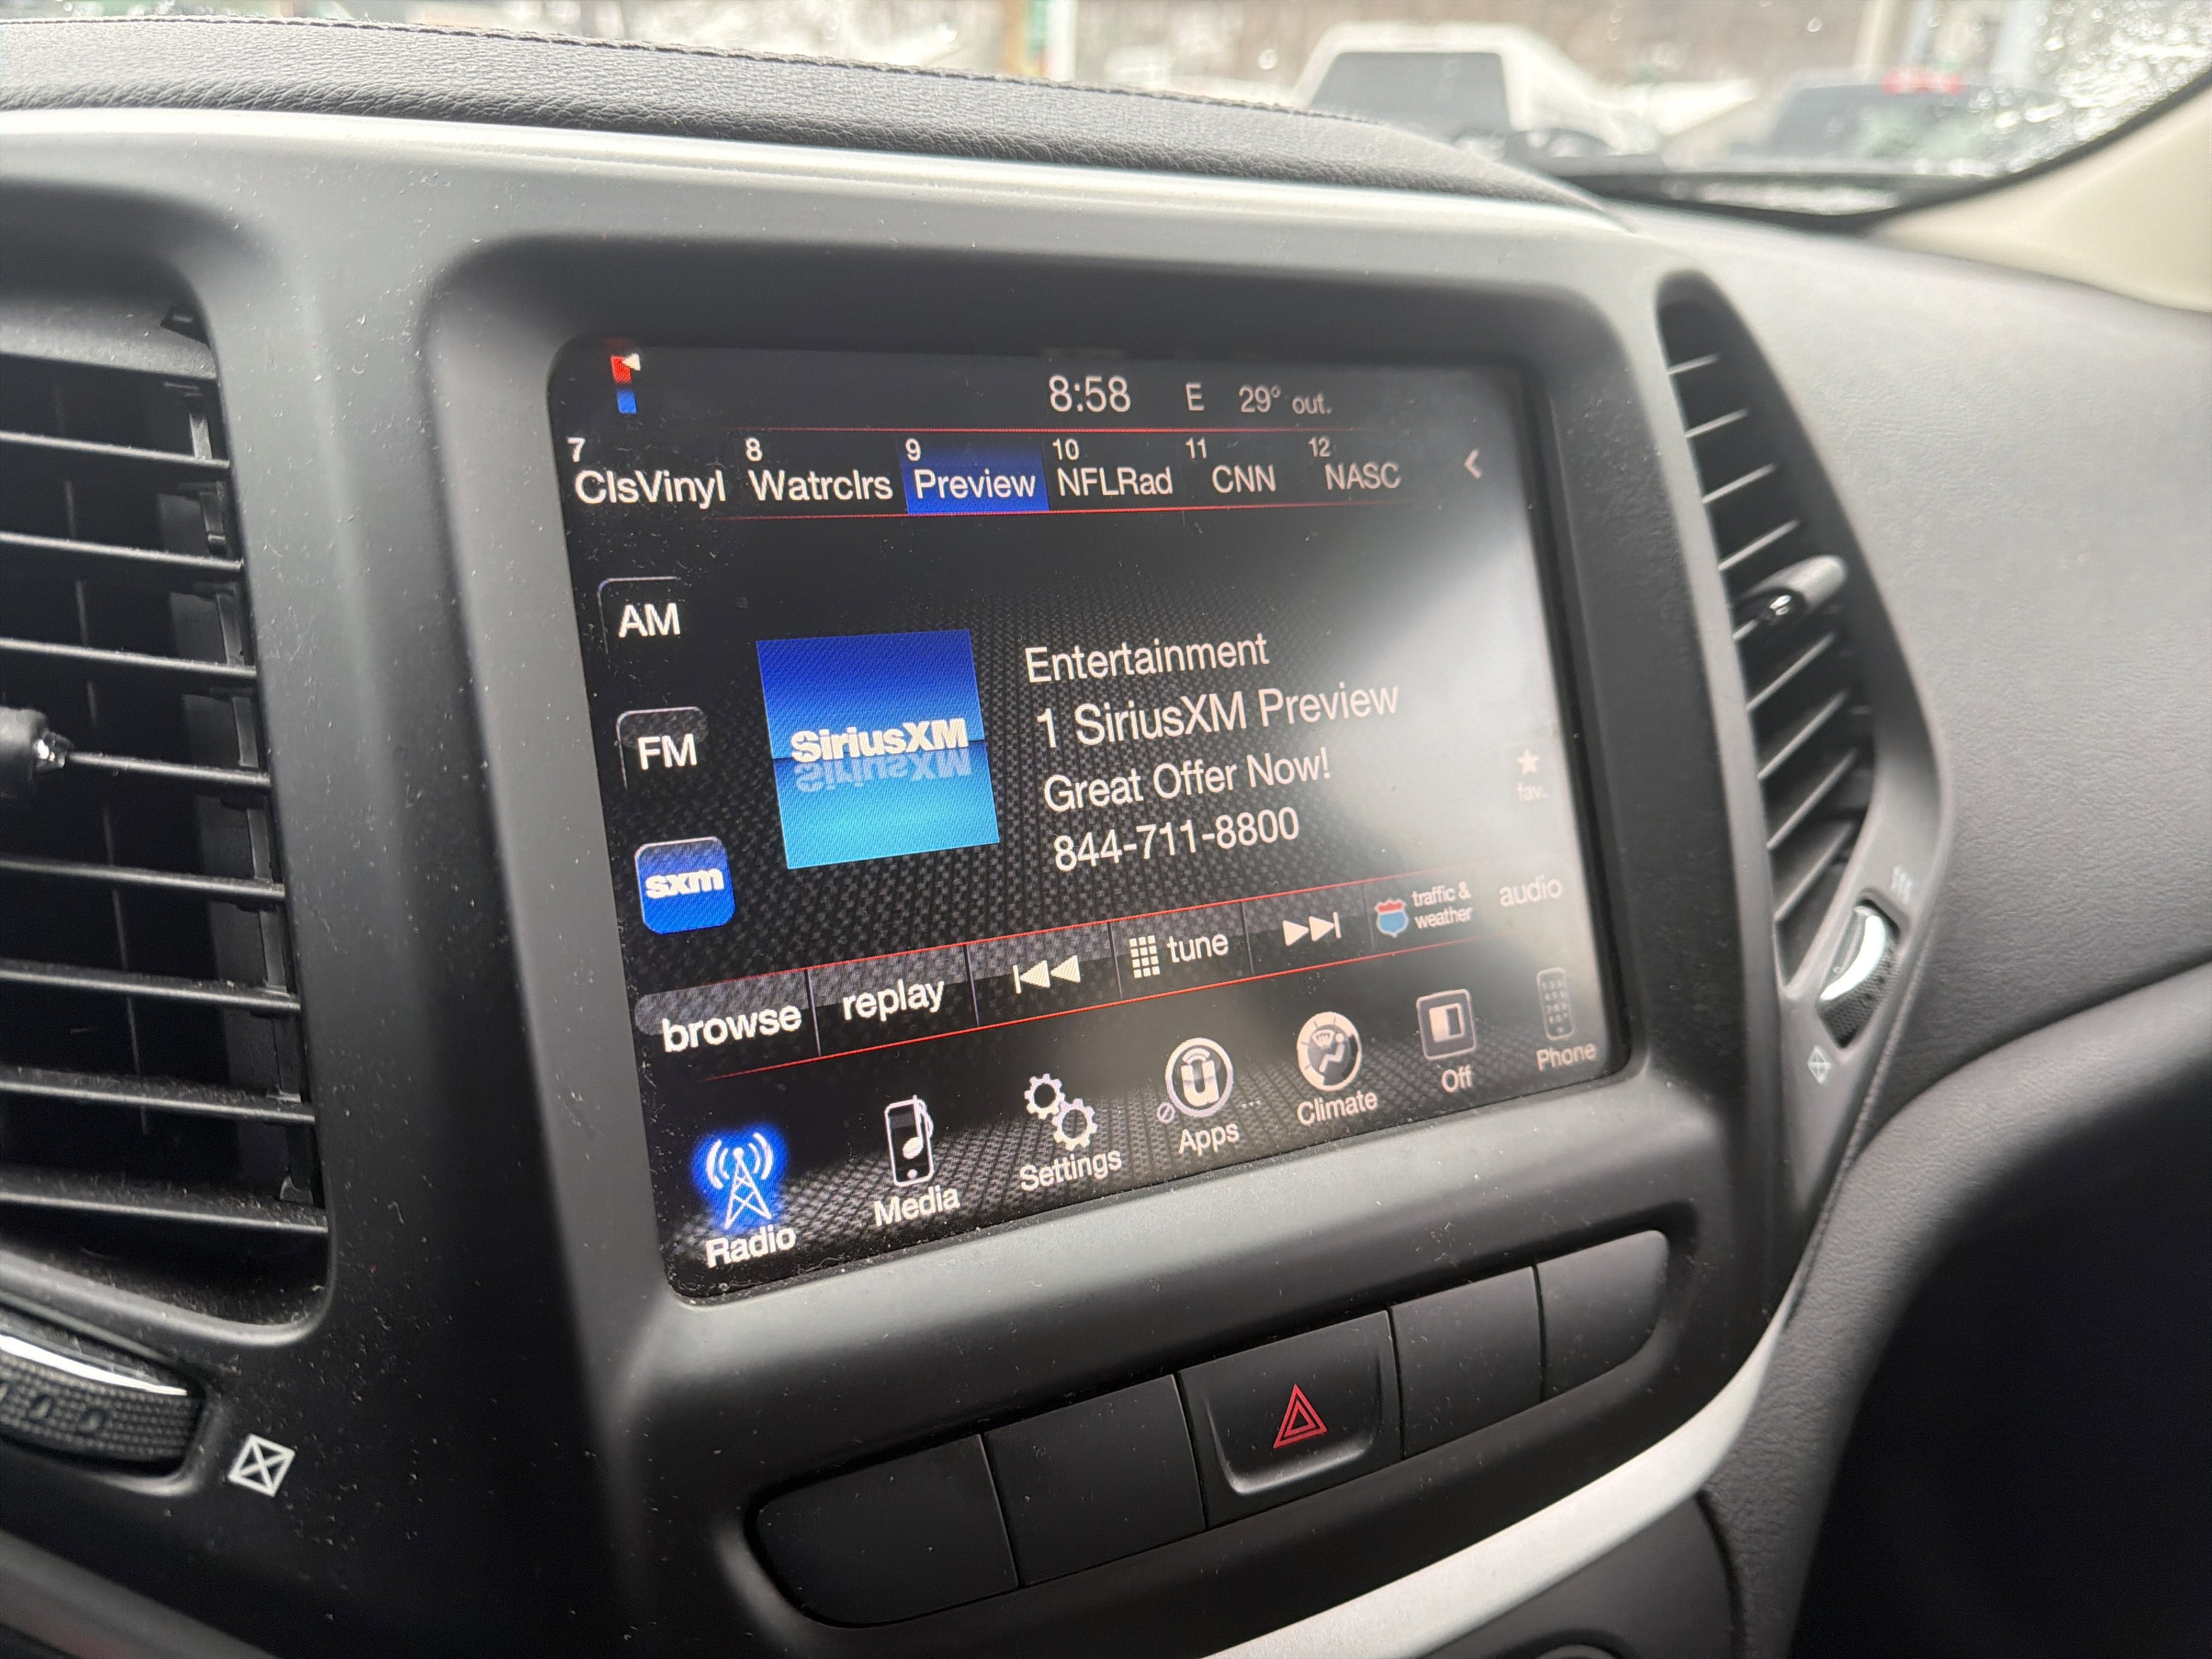 8:58 E 29° out.
7 8 9 10 11 12
ClsVinyl Watrclrs Preview NFLRad CNN NASC
AM
FM
sxm
SiriusXM
SiriusXM
Entertainment
1 SiriusXM Preview
Great Offer Now!
844-711-8800
fav.
browse replay tune traffic &
weather
audio
Radio Media Settings Apps ... Climate Off Phone